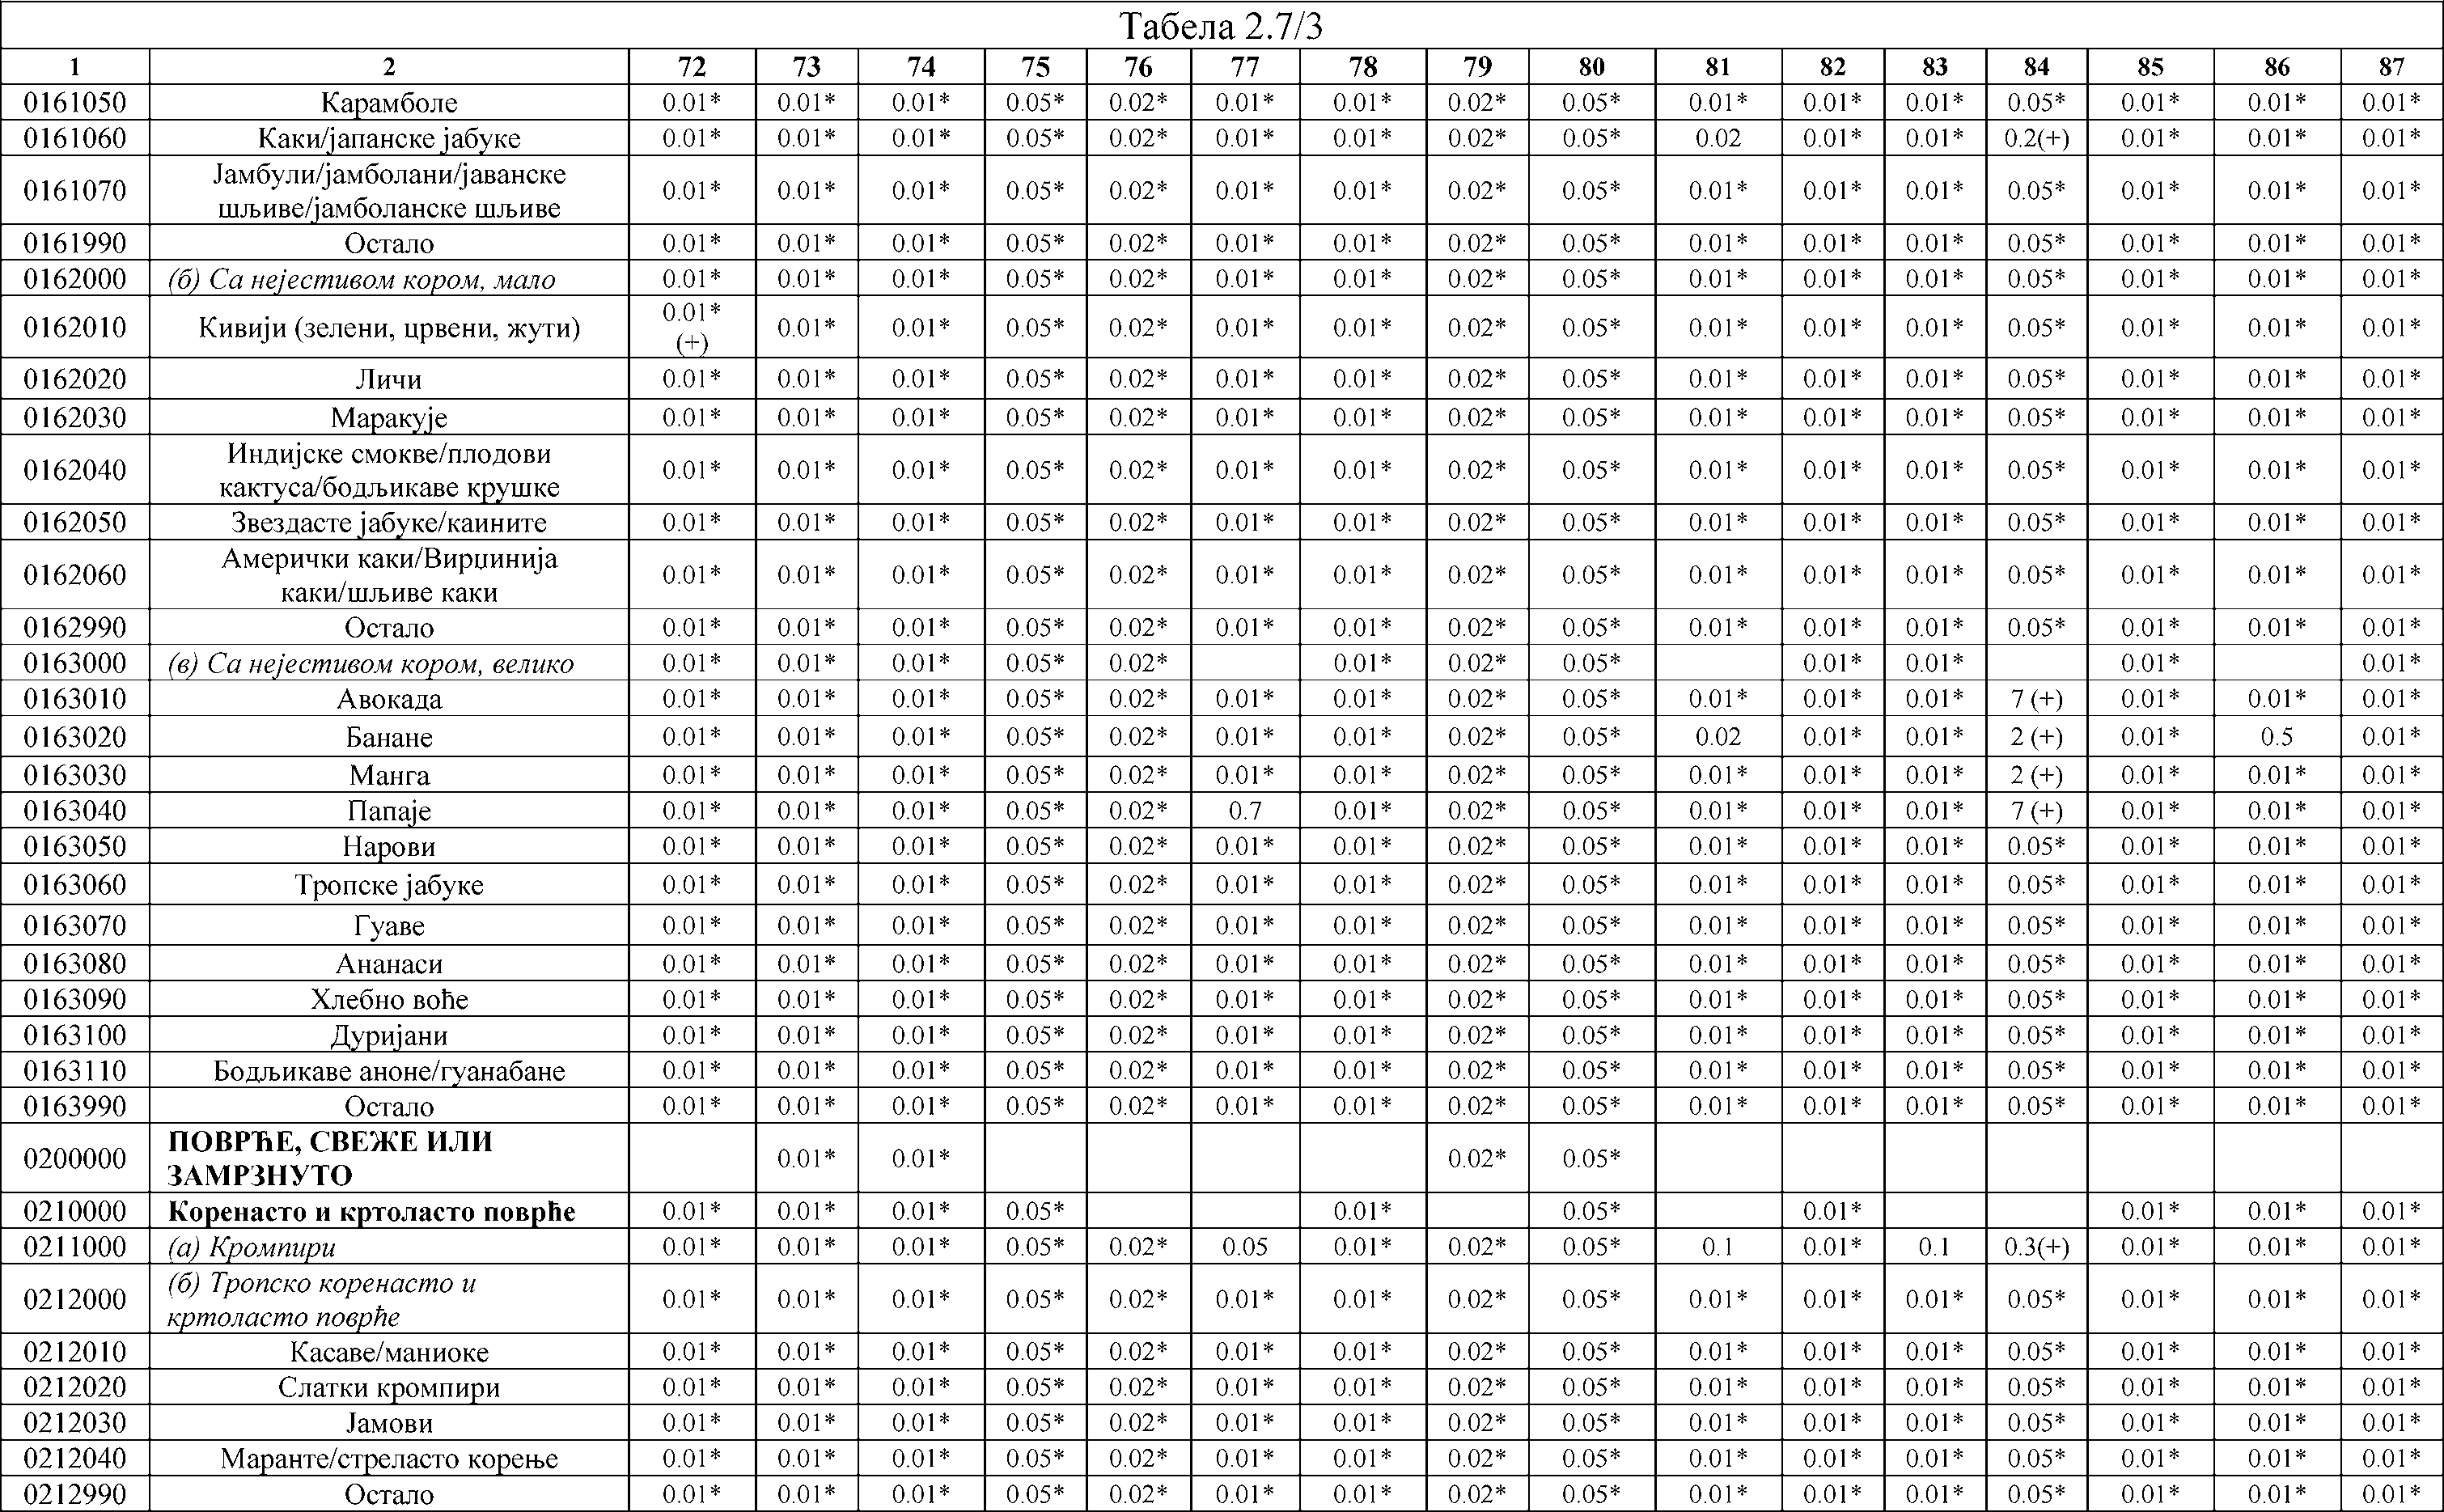 Табела 2.7/3
1 2 72 73 74 75 76 77 78 79 80 81 82 83 84 85 86 87
0161050 Карамболе 0.01* 0.01* 0.01* 0.05* 0.02* 0.01* 0.01* 0.02* 0.05* 0.01* 0.01* 0.01* 0.05* 0.01* 0.01* 0.01*
0161060 Каки/јапанске јабуке 0.01* 0.01* 0.01* 0.05* 0.02* 0.01* 0.01* 0.02* 0.05* 0.02 0.01* 0.01* 0.2(+) 0.01* 0.01* 0.01*
Јамбули/јамболани/јаванске
0161070 0.01* 0.01* 0.01* 0.05* 0.02* 0.01* 0.01* 0.02* 0.05* 0.01* 0.01* 0.01* 0.05* 0.01* 0.01* 0.01*
шљиве/јамболанске шљиве
0161990 Остало 0.01* 0.01* 0.01* 0.05* 0.02* 0.01* 0.01* 0.02* 0.05* 0.01* 0.01* 0.01* 0.05* 0.01* 0.01* 0.01*
0162000 (б) Са нејестивом кором, мало 0.01* 0.01* 0.01* 0.05* 0.02* 0.01* 0.01* 0.02* 0.05* 0.01* 0.01* 0.01* 0.05* 0.01* 0.01* 0.01*
0.01*
0162010 Кивији (зелени, црвени, жути) 0.01* 0.01* 0.05* 0.02* 0.01* 0.01* 0.02* 0.05* 0.01* 0.01* 0.01* 0.05* 0.01* 0.01* 0.01*
(+)
0162020 Личи 0.01* 0.01* 0.01* 0.05* 0.02* 0.01* 0.01* 0.02* 0.05* 0.01* 0.01* 0.01* 0.05* 0.01* 0.01* 0.01*
0162030 Маракује 0.01* 0.01* 0.01* 0.05* 0.02* 0.01* 0.01* 0.02* 0.05* 0.01* 0.01* 0.01* 0.05* 0.01* 0.01* 0.01*
Индијске смокве/плодови
0162040 0.01* 0.01* 0.01* 0.05* 0.02* 0.01* 0.01* 0.02* 0.05* 0.01* 0.01* 0.01* 0.05* 0.01* 0.01* 0.01*
кактуса/бодљикаве крушке
0162050 Звездасте јабуке/каините 0.01* 0.01* 0.01* 0.05* 0.02* 0.01* 0.01* 0.02* 0.05* 0.01* 0.01* 0.01* 0.05* 0.01* 0.01* 0.01*
Амерички каки/Вирџинија
0162060 0.01* 0.01* 0.01* 0.05* 0.02* 0.01* 0.01* 0.02* 0.05* 0.01* 0.01* 0.01* 0.05* 0.01* 0.01* 0.01*
каки/шљиве каки
0162990 Остало 0.01* 0.01* 0.01* 0.05* 0.02* 0.01* 0.01* 0.02* 0.05* 0.01* 0.01* 0.01* 0.05* 0.01* 0.01* 0.01*
0163000 (в) Са нејестивом кором, велико 0.01* 0.01* 0.01* 0.05* 0.02* 0.01* 0.02* 0.05* 0.01* 0.01* 0.01* 0.01*
0163010 Авокада 0.01* 0.01* 0.01* 0.05* 0.02* 0.01* 0.01* 0.02* 0.05* 0.01* 0.01* 0.01* 7 (+) 0.01* 0.01* 0.01*
0163020 Банане 0.01* 0.01* 0.01* 0.05* 0.02* 0.01* 0.01* 0.02* 0.05* 0.02 0.01* 0.01* 2 (+) 0.01* 0.5 0.01*
0163030 Манга 0.01* 0.01* 0.01* 0.05* 0.02* 0.01* 0.01* 0.02* 0.05* 0.01* 0.01* 0.01* 2 (+) 0.01* 0.01* 0.01*
0163040 Папаје 0.01* 0.01* 0.01* 0.05* 0.02* 0.7 0.01* 0.02* 0.05* 0.01* 0.01* 0.01* 7 (+) 0.01* 0.01* 0.01*
0163050 Нарови 0.01* 0.01* 0.01* 0.05* 0.02* 0.01* 0.01* 0.02* 0.05* 0.01* 0.01* 0.01* 0.05* 0.01* 0.01* 0.01*
0163060 Тропске јабуке 0.01* 0.01* 0.01* 0.05* 0.02* 0.01* 0.01* 0.02* 0.05* 0.01* 0.01* 0.01* 0.05* 0.01* 0.01* 0.01*
0163070 Гуаве 0.01* 0.01* 0.01* 0.05* 0.02* 0.01* 0.01* 0.02* 0.05* 0.01* 0.01* 0.01* 0.05* 0.01* 0.01* 0.01*
0163080 Ананаси 0.01* 0.01* 0.01* 0.05* 0.02* 0.01* 0.01* 0.02* 0.05* 0.01* 0.01* 0.01* 0.05* 0.01* 0.01* 0.01*
0163090 Хлебно воће 0.01* 0.01* 0.01* 0.05* 0.02* 0.01* 0.01* 0.02* 0.05* 0.01* 0.01* 0.01* 0.05* 0.01* 0.01* 0.01*
0163100 Дуријани 0.01* 0.01* 0.01* 0.05* 0.02* 0.01* 0.01* 0.02* 0.05* 0.01* 0.01* 0.01* 0.05* 0.01* 0.01* 0.01*
0163110 Бодљикаве аноне/гуанабане 0.01* 0.01* 0.01* 0.05* 0.02* 0.01* 0.01* 0.02* 0.05* 0.01* 0.01* 0.01* 0.05* 0.01* 0.01* 0.01*
0163990 Остало 0.01* 0.01* 0.01* 0.05* 0.02* 0.01* 0.01* 0.02* 0.05* 0.01* 0.01* 0.01* 0.05* 0.01* 0.01* 0.01*
ПОВРЋЕ, СВЕЖЕ ИЛИ
0200000 0.01* 0.01* 0.02* 0.05*
ЗАМРЗНУТО
0210000 Коренасто и кртоласто поврће 0.01* 0.01* 0.01* 0.05* 0.01* 0.05* 0.01* 0.01* 0.01* 0.01*
0211000 (а) Кромпири 0.01* 0.01* 0.01* 0.05* 0.02* 0.05 0.01* 0.02* 0.05* 0.1 0.01* 0.1 0.3(+) 0.01* 0.01* 0.01*
(б) Тропско коренасто и
0212000 0.01* 0.01* 0.01* 0.05* 0.02* 0.01* 0.01* 0.02* 0.05* 0.01* 0.01* 0.01* 0.05* 0.01* 0.01* 0.01*
кртоласто поврће
0212010 Касаве/маниоке 0.01* 0.01* 0.01* 0.05* 0.02* 0.01* 0.01* 0.02* 0.05* 0.01* 0.01* 0.01* 0.05* 0.01* 0.01* 0.01*
0212020 Слатки кромпири 0.01* 0.01* 0.01* 0.05* 0.02* 0.01* 0.01* 0.02* 0.05* 0.01* 0.01* 0.01* 0.05* 0.01* 0.01* 0.01*
0212030 Јамови 0.01* 0.01* 0.01* 0.05* 0.02* 0.01* 0.01* 0.02* 0.05* 0.01* 0.01* 0.01* 0.05* 0.01* 0.01* 0.01*
0212040 Маранте/стреласто корење 0.01* 0.01* 0.01* 0.05* 0.02* 0.01* 0.01* 0.02* 0.05* 0.01* 0.01* 0.01* 0.05* 0.01* 0.01* 0.01*
0212990 Остало 0.01* 0.01* 0.01* 0.05* 0.02* 0.01* 0.01* 0.02* 0.05* 0.01* 0.01* 0.01* 0.05* 0.01* 0.01* 0.01*